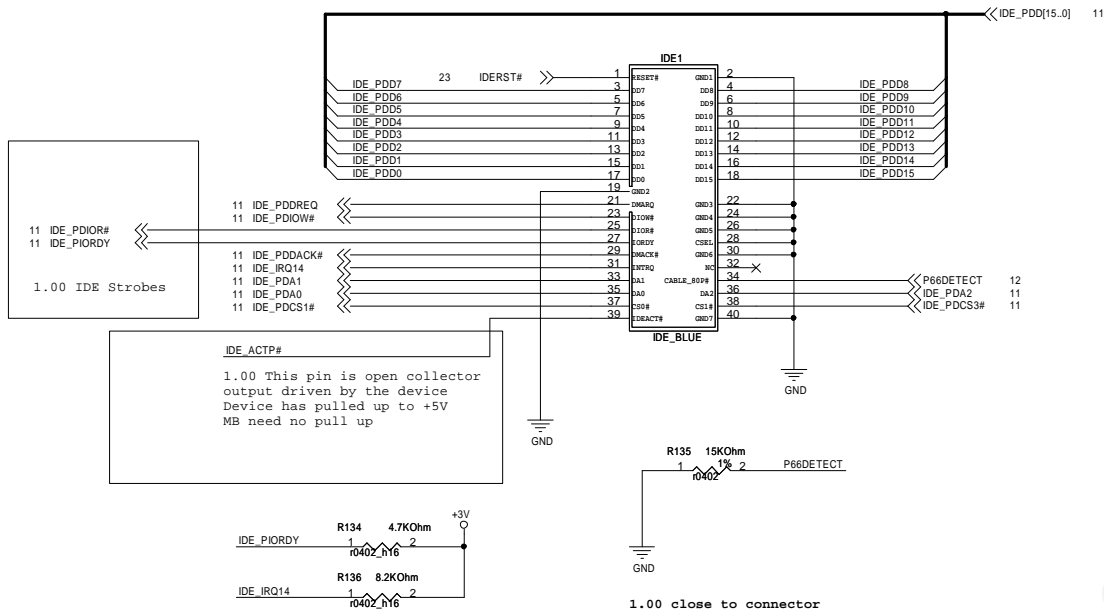 IDE_PDD[15..0] 11
IDE1
23 IDERST# 1 RESET# GND1 2
IDE_PDD7 3 DD7 DD8 4 IDE_PDD8
IDE_PDD6 5 DD6 DD9 6 IDE_PDD9
IDE_PDD5 7 DD5 DD10 8 IDE_PDD10
IDE_PDD4 9 DD4 DD11 10 IDE_PDD11
IDE_PDD3 11 DD3 DD12 12 IDE_PDD12
IDE_PDD2 13 DD2 DD13 14 IDE_PDD13
IDE_PDD1 15 DD1 DD14 16 IDE_PDD14
IDE_PDD0 17 DD0 DD15 18 IDE_PDD15
19 GND2
11 IDE_PDDREQ 21 DMARQ GND3 22
11 IDE_PDIOW# 23 DIOW# GND4 24
11 IDE_PDIOR# 25 DIOR# GND5 26
11 IDE_PIORDY 27 IORDY CSEL 28
11 IDE_PDDACK# 29 DMACK# GND6 30
11 IDE_IRQ14 31 INTRQ NC 32
11 IDE_PDA1 33 DA1 CABLE_80P# 34 P66DETECT 12
11 IDE_PDA0 35 DA0 DA2 36 IDE_PDA2 11
11 IDE_PDCS1# 37 CS0# CS1# 38 IDE_PDCS3# 11
39 IDEACT# GND7 40
1.00 IDE Strobes
IDE_BLUE
IDE_ACTP#
1.00 This pin is open collector
output driven by the device
Device has pulled up to +5V
MB need no pull up
GND
GND
R135 15KOhm
1 1% 2 P66DETECT
r0402
GND
+3V
R134 4.7KOhm
IDE_PIORDY 1 2
r0402_h16
R136 8.2KOhm
IDE_IRQ14 1 2
r0402_h16
1.00 close to connector